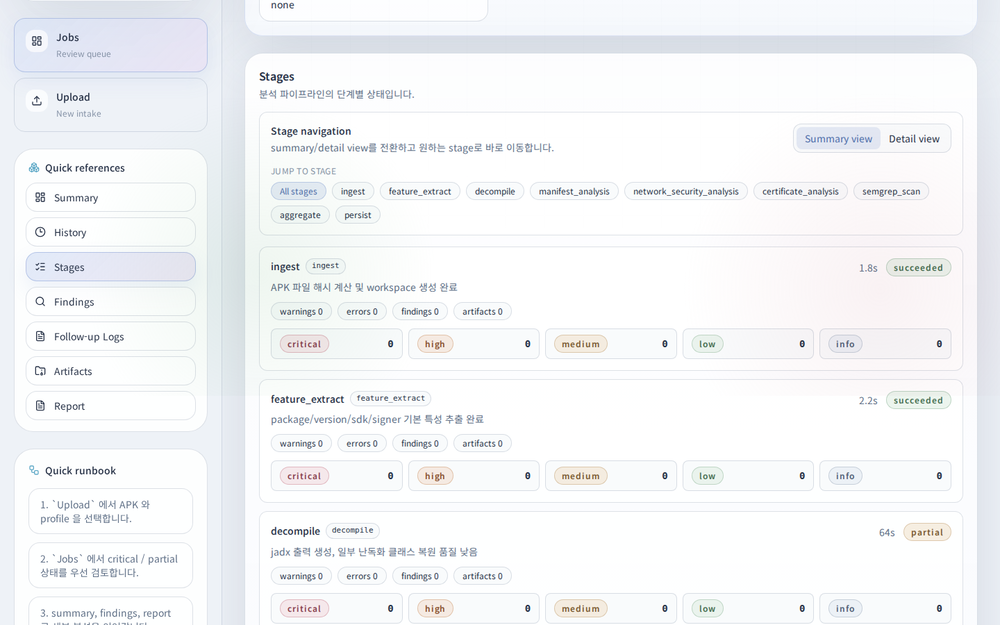 Jobs
Review queue
Upload
New intake
Quick references
Summary
History
Stages
Findings
Follow-up Logs
Artifacts
Report
Quick runbook
1. `Upload` 에서 APK 와
profile 을 선택합니다.
2. `Jobs` 에서 critical / partial
상태를 우선 검토합니다.
3. summary, findings, report
none
Stages
분석 파이프라인의 단계별 상태입니다.
Stage navigation
summary/detail view를 전환하고 원하는 stage로 바로 이동합니다.
Summary view Detail view
JUMP TO STAGE
All stages ingest feature_extract decompile manifest_analysis network_security_analysis certificate_analysis semgrep_scan
aggregate persist
ingest ingest 1.8s succeeded
APK 파일 해시 계산 및 workspace 생성 완료
warnings 0 errors 0 findings 0 artifacts 0
critical 0 high 0 medium 0 low 0 info 0
feature_extract feature_extract 2.2s succeeded
package/version/sdk/signer 기본 특성 추출 완료
warnings 0 errors 0 findings 0 artifacts 0
critical 0 high 0 medium 0 low 0 info 0
decompile decompile 64s partial
jadx 출력 생성, 일부 난독화 클래스 복원 품질 낮음
warnings 0 errors 0 findings 0 artifacts 0
critical 0 high 0 medium 0 low 0 info 0